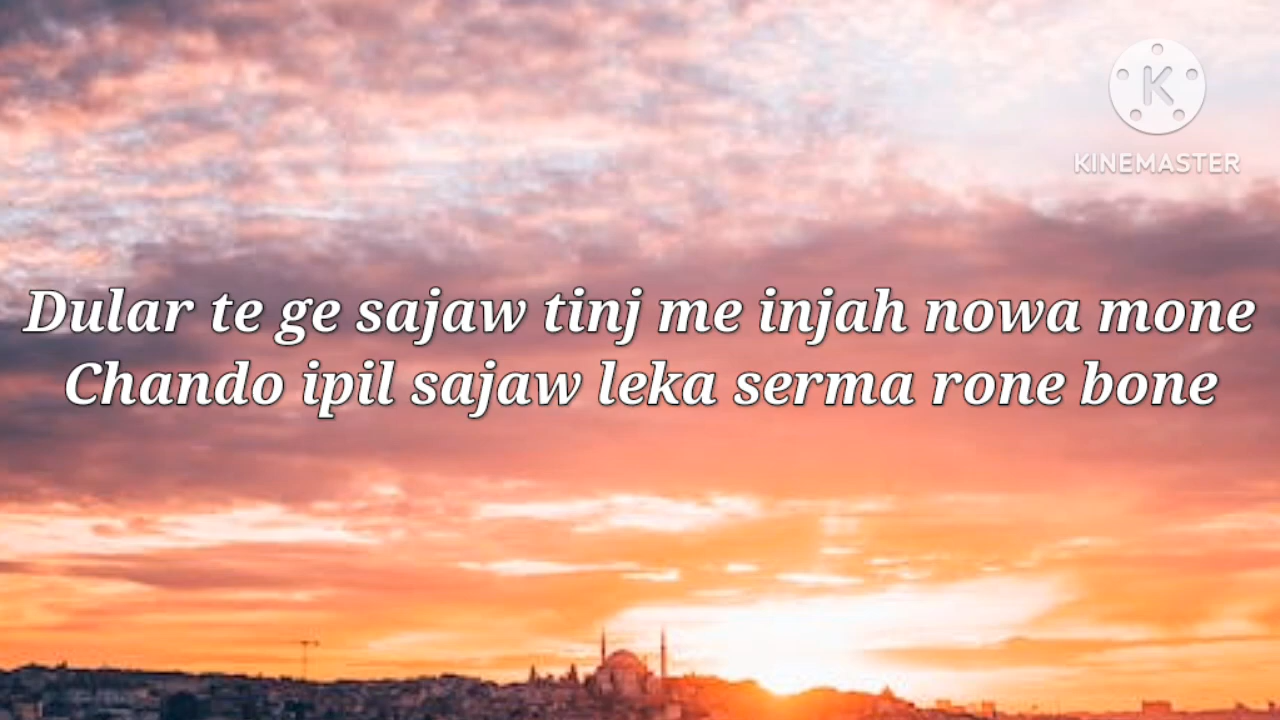 KINEMASTER
Dular te ge sajaw tinj me injah nowa mone
Chando ipil sajaw leka serma rone bone